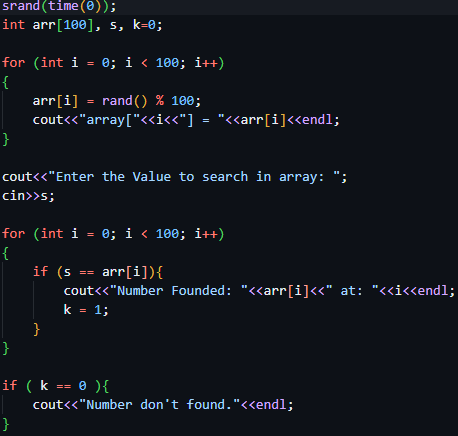 srand(time(0));
int arr[100], s, k=0;
for (int i = 0; i < 100; i++)
{
    arr[i] = rand() % 100;
    cout<<"array["<<i<<"] = "<<arr[i]<<endl;
}
cout<<"Enter the Value to search in array: ";
cin>>s;
for (int i = 0; i < 100; i++)
{
    if (s == arr[i]){
        cout<<"Number Founded: "<<arr[i]<<" at: "<<i<<endl;
        k = 1;
    }
}
if ( k == 0 ){
    cout<<"Number don't found."<<endl;
}